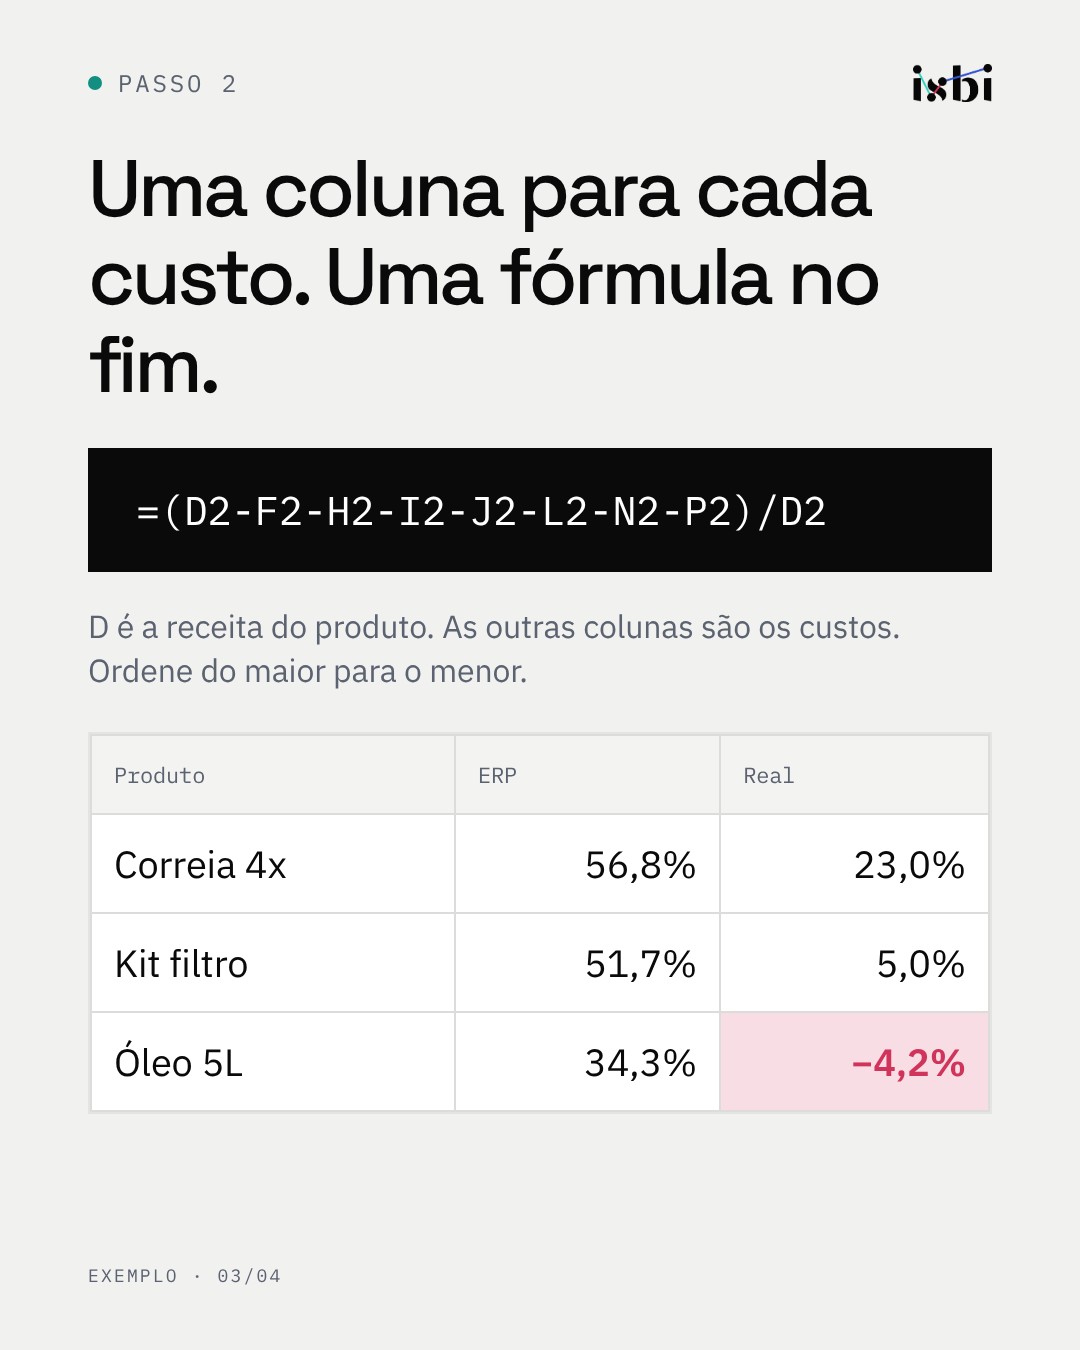 PASSO 2
isbi
Uma coluna para cada
custo. Uma fórmula no
fim.
=(D2-F2-H2-I2-J2-L2-N2-P2)/D2
D é a receita do produto. As outras colunas são os custos.
Ordene do maior para o menor.
Produto ERP Real
Correia 4x 56,8% 23,0%
Kit filtro 51,7% 5,0%
Óleo 5L 34,3% −4,2%
EXEMPLO · 03/04